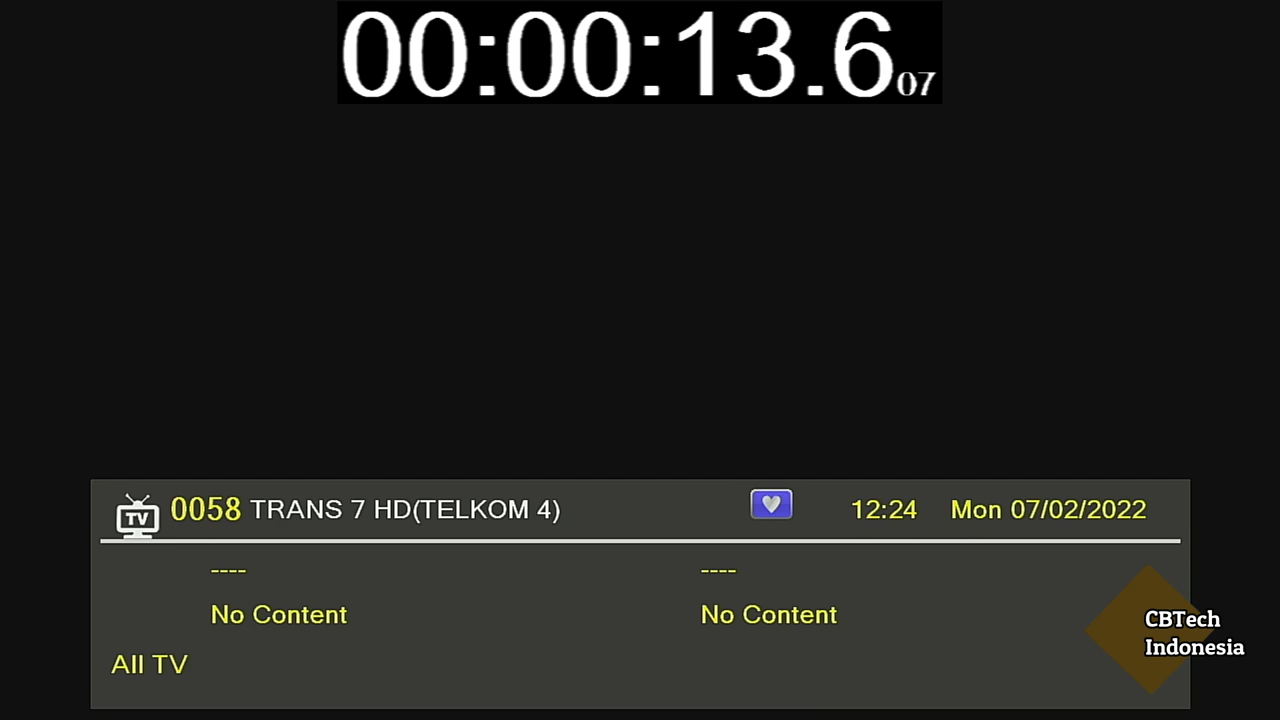 00:00:13.607
TV 0058 TRANS 7 HD(TELKOM 4) 12:24 Mon 07/02/2022
---- ----
No Content No Content
CBTech
Indonesia
All TV